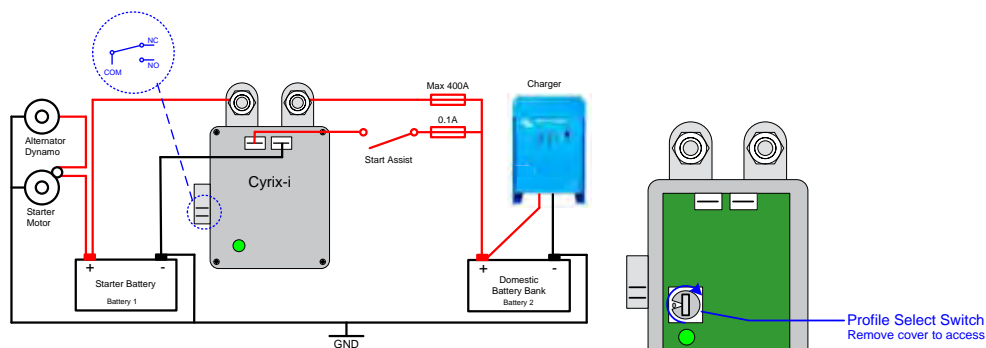 NC
COM
NO
Max 400A
Charger
0.1A
Alternator
Dynamo
Start Assist
Cyrix-i
Starter
Motor
+
-
+
-
Starter Battery
Battery 1
Domestic
Battery Bank
Battery 2
GND
Profile Select Switch
Remove cover to access